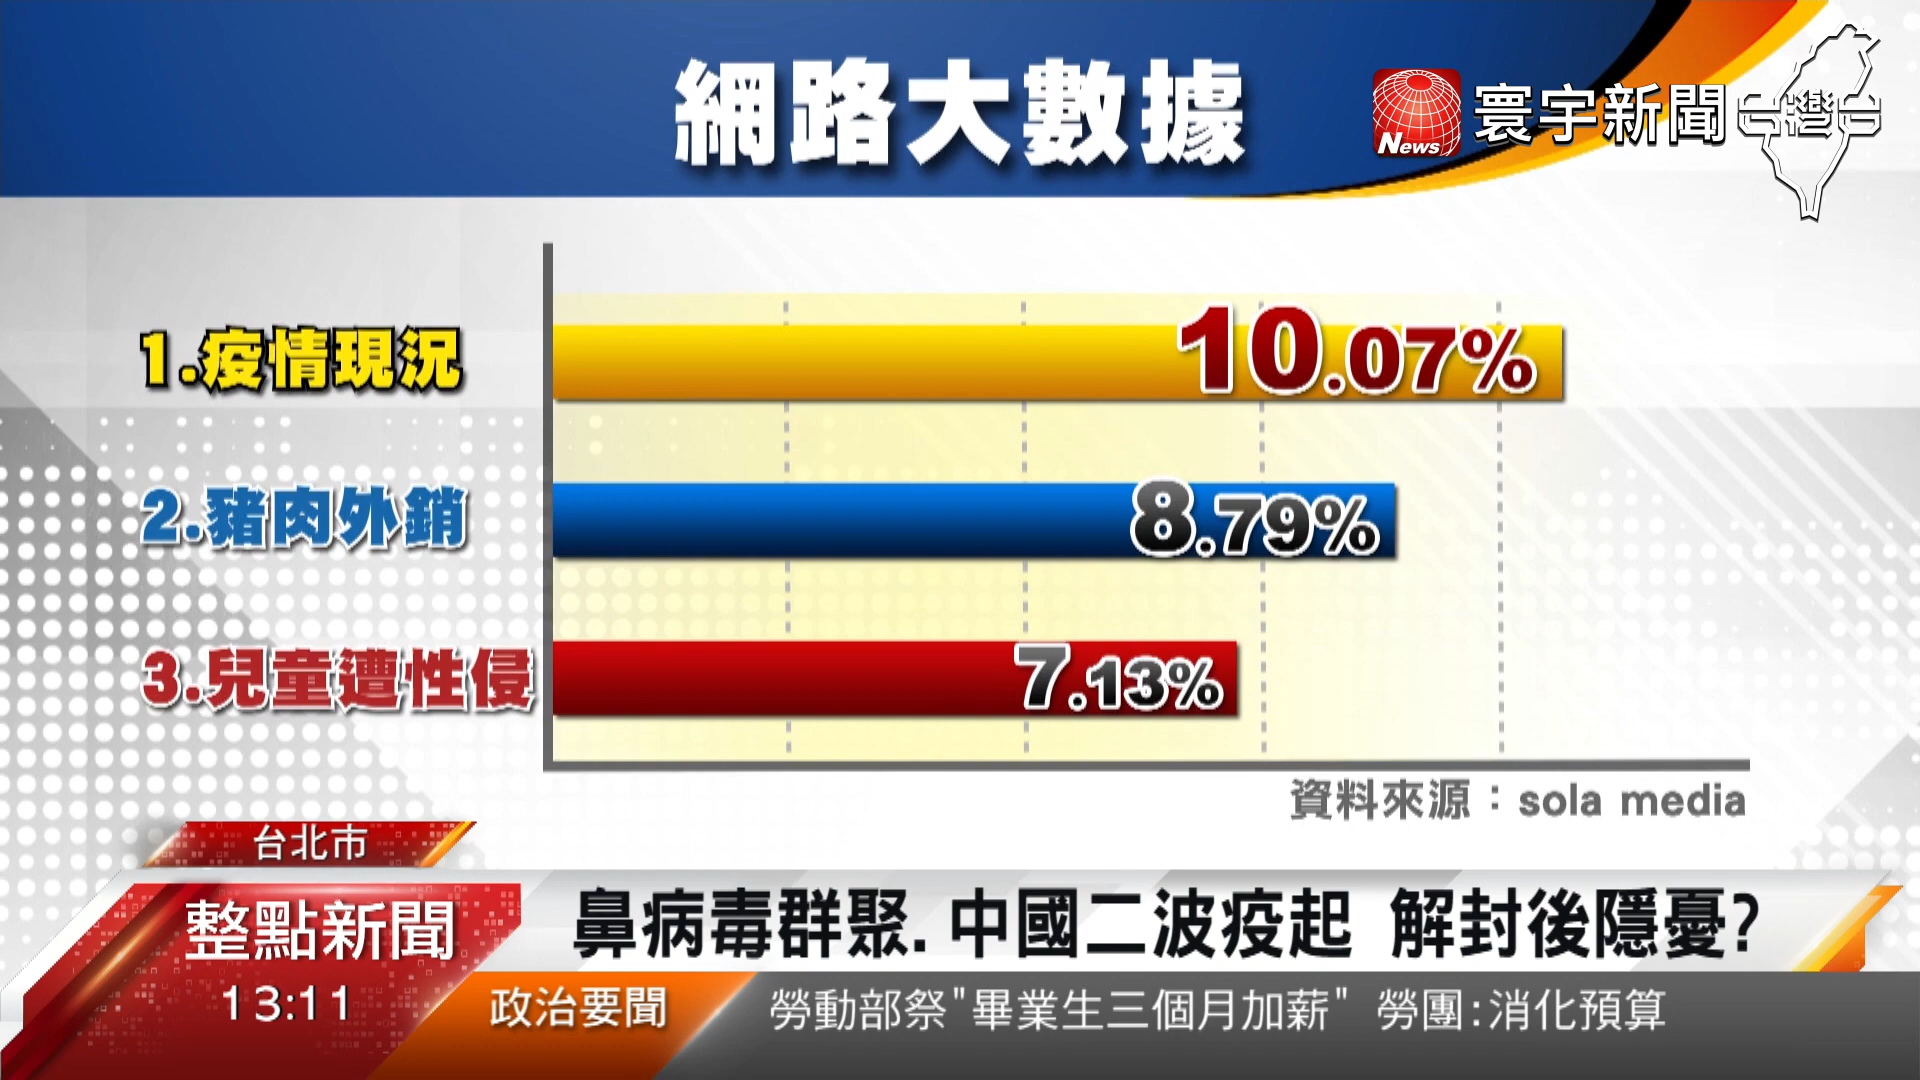 網路大數據
News 寰宇新聞 台灣台
1.疫情現況 10.07%
2.豬肉外銷 8.79%
3.兒童遭性侵 7.13%
資料來源：sola media
台北市
整點新聞
鼻病毒群聚.中國二波疫起 解封後隱憂?
13:11
政治要聞 勞動部祭"畢業生三個月加薪" 勞團:消化預算